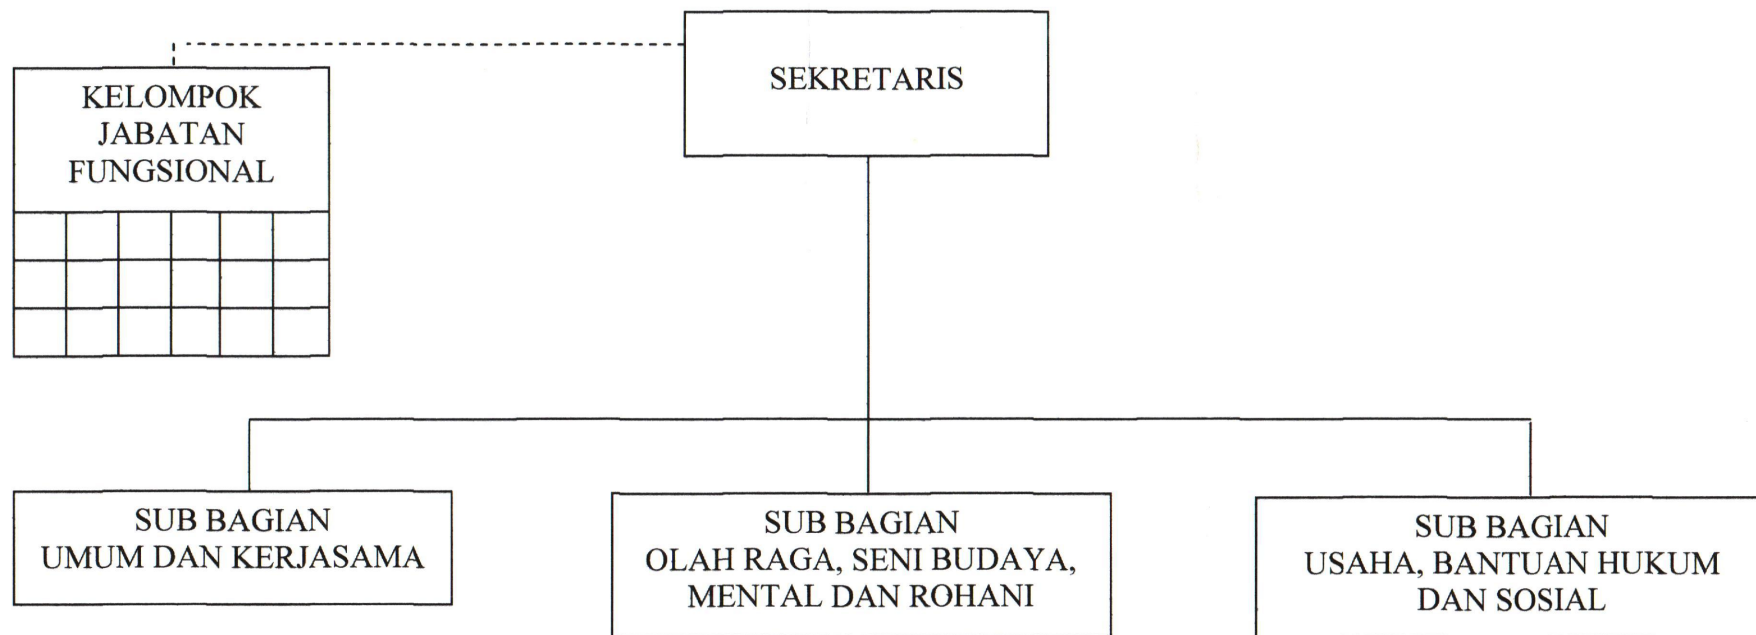 SEKRETARIS
KELOMPOK
JABATAN
FUNGSIONAL
SUB BAGIAN
UMUM DAN KERJASAMA
SUB BAGIAN
OLAH RAGA, SENI BUDAYA,
MENTAL DAN ROHANI
SUB BAGIAN
USAHA, BANTUAN HUKUM
DAN SOSIAL